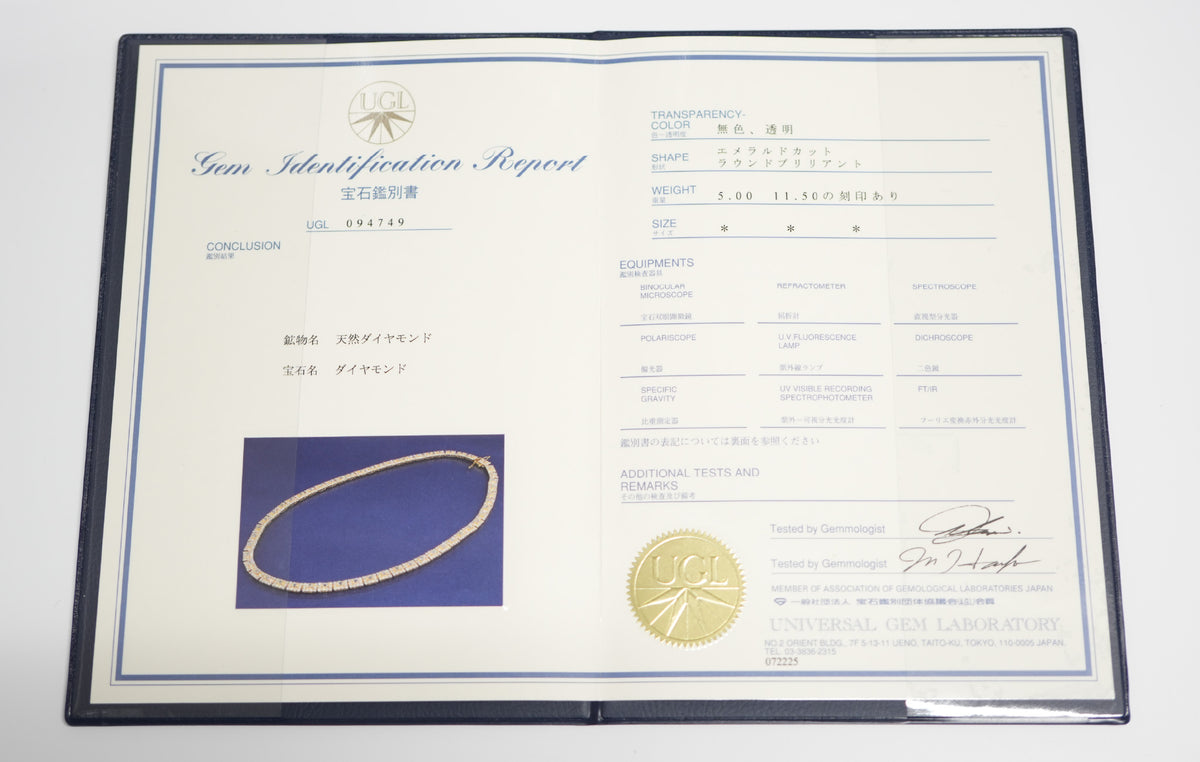 UGL
Gem Identification Report
宝石鑑別書
UGL 094749
CONCLUSION
鑑別結果
鉱物名 天然ダイヤモンド
宝石名 ダイヤモンド
TRANSPARENCY-
COLOR
色-透明度
無色、透明
SHAPE
形状
エメラルドカット
ラウンドブリリアント
WEIGHT
重量
5.00 11.50の刻印あり
SIZE
サイズ
* * *
EQUIPMENTS
鑑別検査器具
BINOCULAR
MICROSCOPE
宝石双眼顕微鏡
REFRACTOMETER
屈折計
SPECTROSCOPE
直視型分光器
POLARISCOPE
偏光器
U.V.FLUORESCENCE
LAMP
紫外線ランプ
DICHROSCOPE
二色鏡
SPECIFIC
GRAVITY
比重測定器
UV VISIBLE RECORDING
SPECTROPHOTOMETER
紫外-可視分光光度計
FT/IR
フーリエ変換赤外分光光度計
鑑別書の表記については裏面を参照ください
ADDITIONAL TESTS AND
REMARKS
その他の検査及び備考
UGL
Tested by Gemmologist
Tested by Gemmologist
MEMBER OF ASSOCIATION OF GEMOLOGICAL LABORATORIES JAPAN
一般社団法人 宝石鑑別団体協議会(AGL)会員
UNIVERSAL GEM LABORATORY
NO.2 ORIENT BLDG., 7F 5-13-11 UENO, TAITO-KU, TOKYO, 110-0005 JAPAN.
TEL. 03-3836-2315
072225